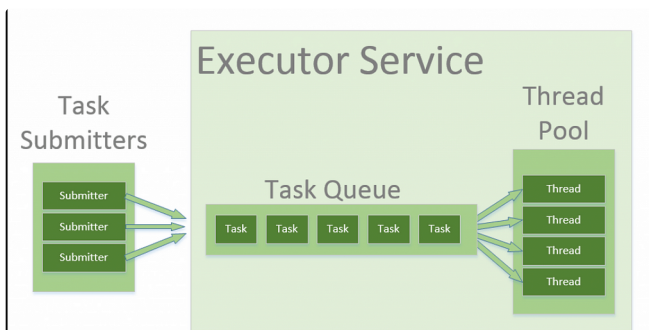 Executor Service
Task
Submitters
Submitter
Submitter
Submitter
Task Queue
Task Task Task Task Task
Thread
Pool
Thread
Thread
Thread
Thread